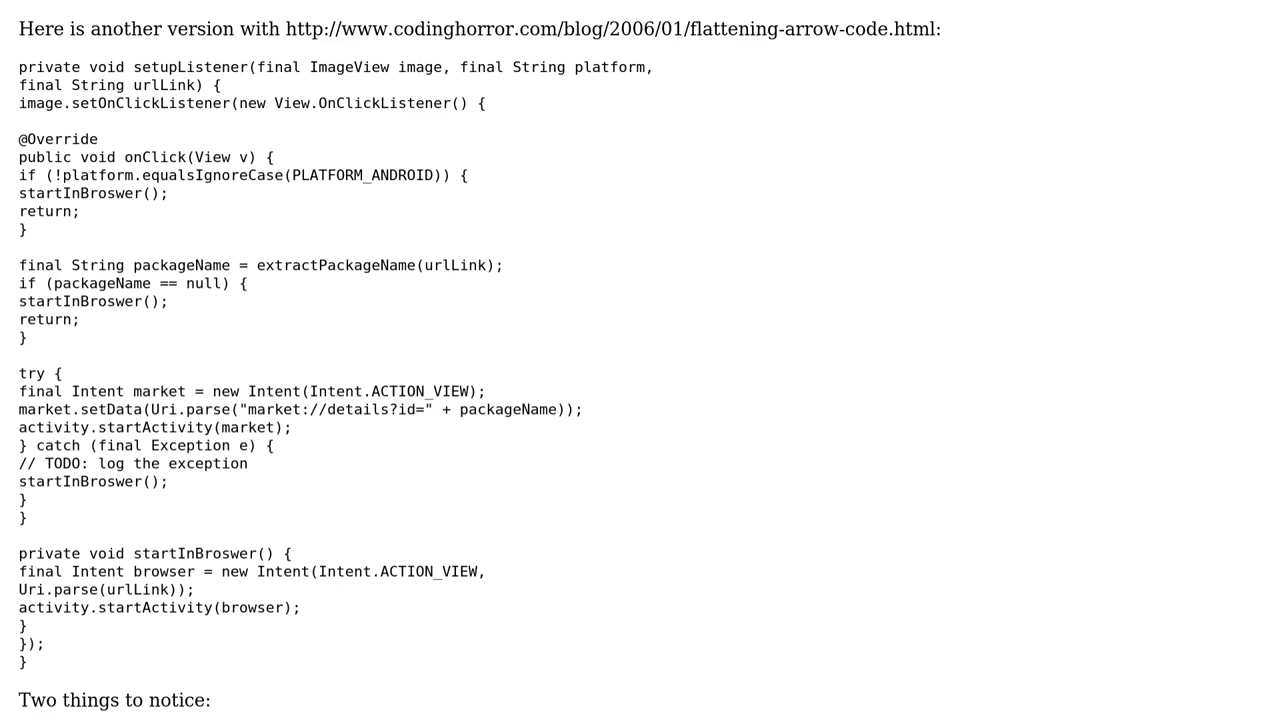 Here is another version with http://www.codinghorror.com/blog/2006/01/flattening-arrow-code.html:
private void setupListener(final ImageView image, final String platform,
final String urlLink) {
image.setOnClickListener(new View.OnClickListener() {
@Override
public void onClick(View v) {
if (!platform.equalsIgnoreCase(PLATFORM_ANDROID)) {
startInBroswer();
return;
}
final String packageName = extractPackageName(urlLink);
if (packageName == null) {
startInBroswer();
return;
}
try {
final Intent market = new Intent(Intent.ACTION_VIEW);
market.setData(Uri.parse("market://details?id=" + packageName));
activity.startActivity(market);
} catch (final Exception e) {
// TODO: log the exception
startInBroswer();
}
}
private void startInBroswer() {
final Intent browser = new Intent(Intent.ACTION_VIEW,
Uri.parse(urlLink));
activity.startActivity(browser);
}
});
}
Two things to notice: